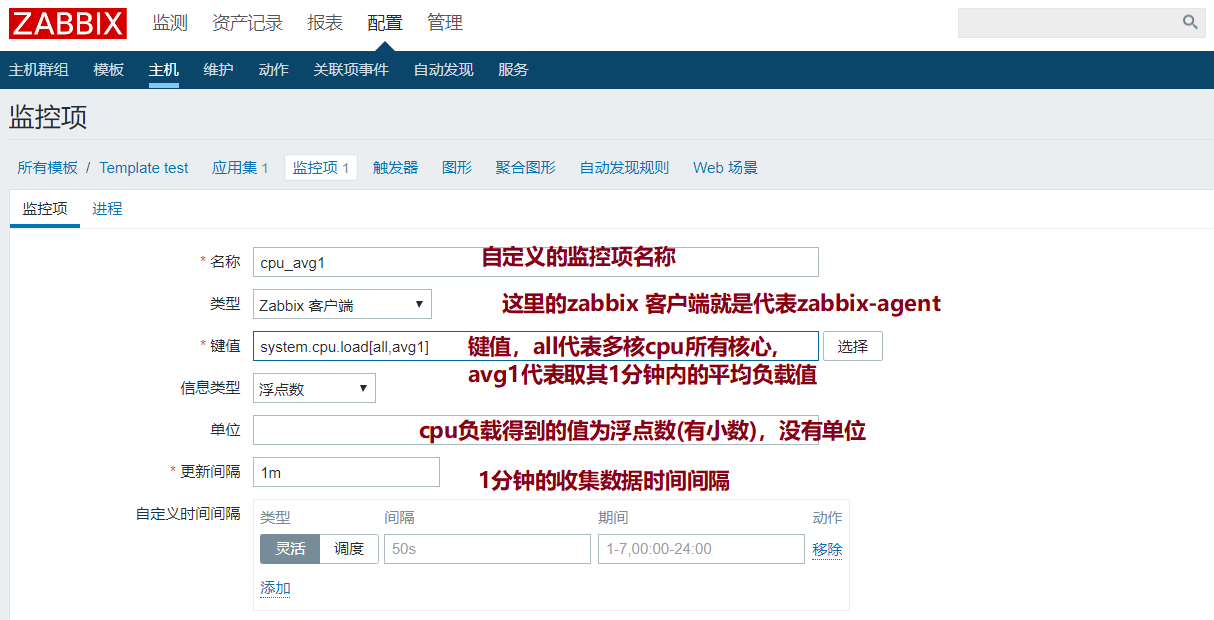 ZABBIX 监测 资产记录 报表 配置 管理
主机群组 模板 主机 维护 动作 关联项事件 自动发现 服务
监控项
所有模板 / Template test 应用集 1 监控项 1 触发器 图形 聚合图形 自动发现规则 Web 场景
监控项 进程
* 名称 cpu_avg1 自定义的监控项名称
类型 Zabbix 客户端 这里的zabbix 客户端就是代表zabbix-agent
* 键值 system.cpu.load[all,avg1] 键值，all代表多核cpu所有核心, 选择
avg1代表取其1分钟内的平均负载值
信息类型 浮点数
单位 cpu负载得到的值为浮点数(有小数)，没有单位
* 更新间隔 1m 1分钟的收集数据时间间隔
自定义时间间隔 类型 间隔 期间 动作
灵活 调度 50s 1-7,00:00-24:00 移除
添加